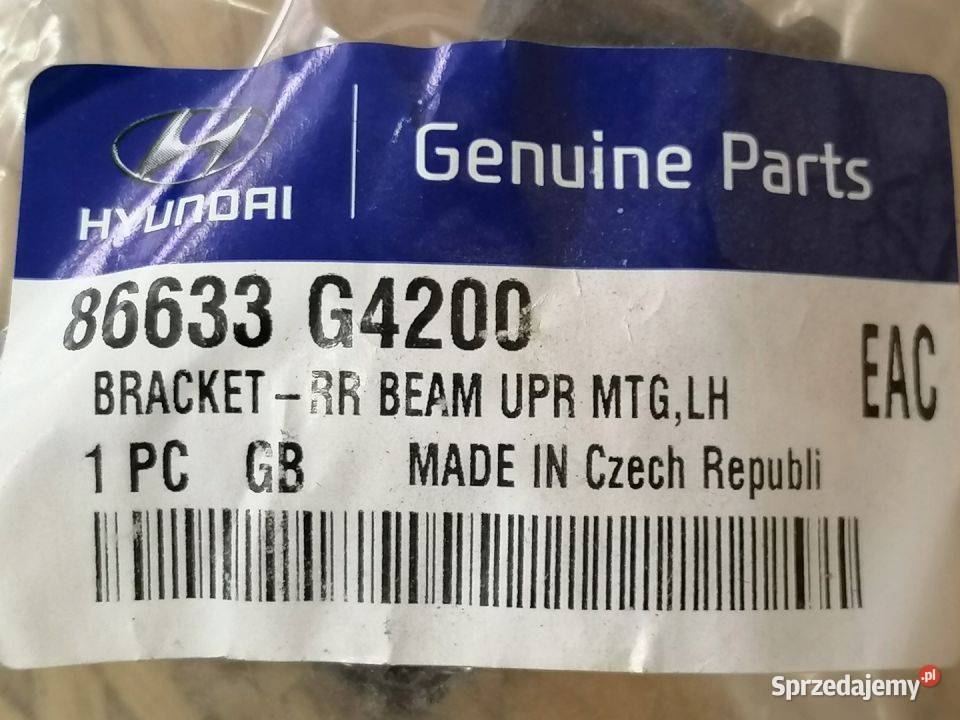 HYUNDAI
Genuine Parts
86633 G4200
BRACKET-RR BEAM UPR MTG,LH
EAC
1 PC GB MADE IN Czech Republi
Sprzedajemy.pl